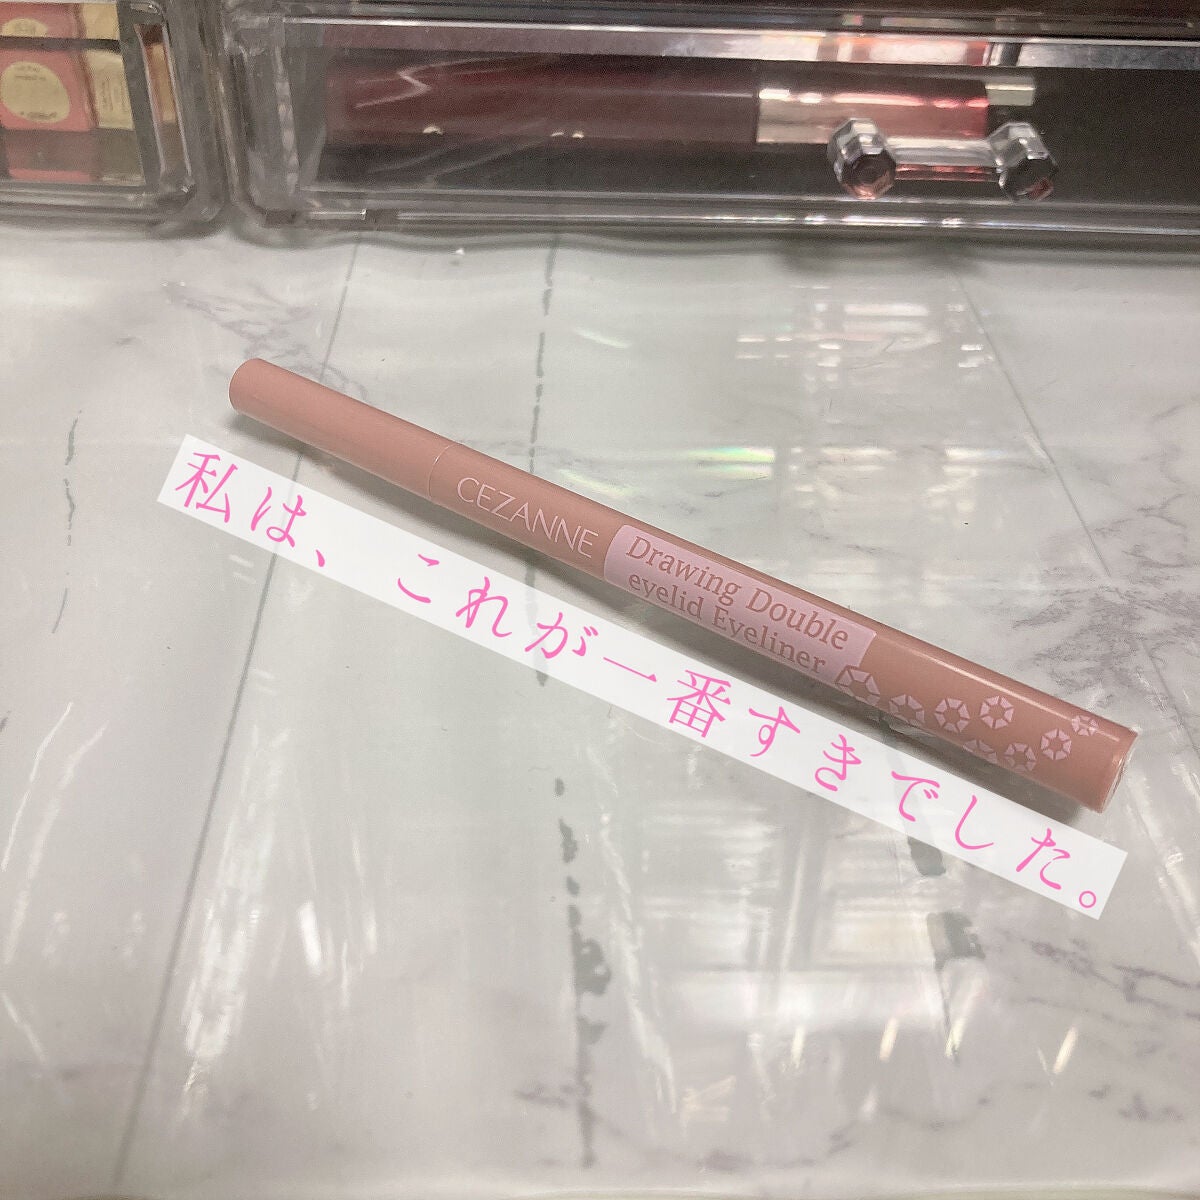 CEZANNE
Drawing Double
eyelid Eyeliner
私は、これが一番すきでした。